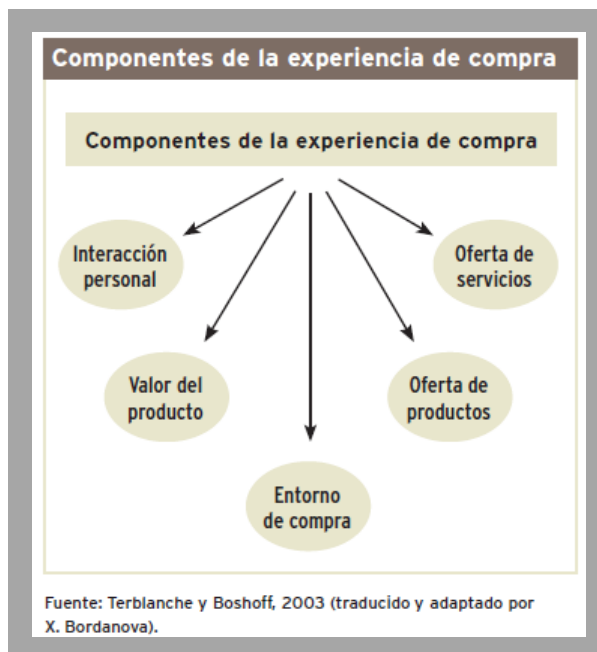 Componentes de la experiencia de compra
Componentes de la experiencia de compra
Interacción
personal
Oferta de
servicios
Valor del
producto
Oferta de
productos
Entorno
de compra
Fuente: Terblanche y Boshoff, 2003 (traducido y adaptado por
X. Bordanova).